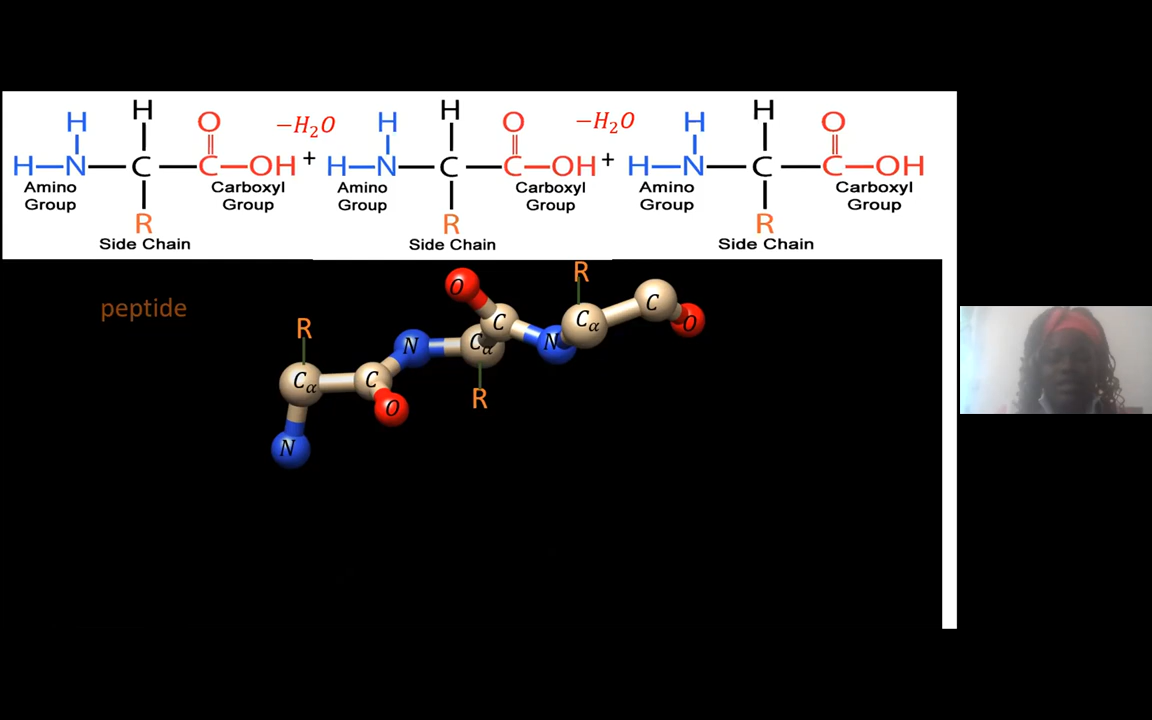 H H O −H₂O H H O −H₂O H H O
H N C C OH + H N C C OH + H N C C OH
Amino Group Carboxyl Group Amino Group Carboxyl Group Amino Group Carboxyl Group
R R R
Side Chain Side Chain Side Chain
R
O
peptide
R
C
Cα
O
C
N
Cα
N
Cα
C
R
O
N